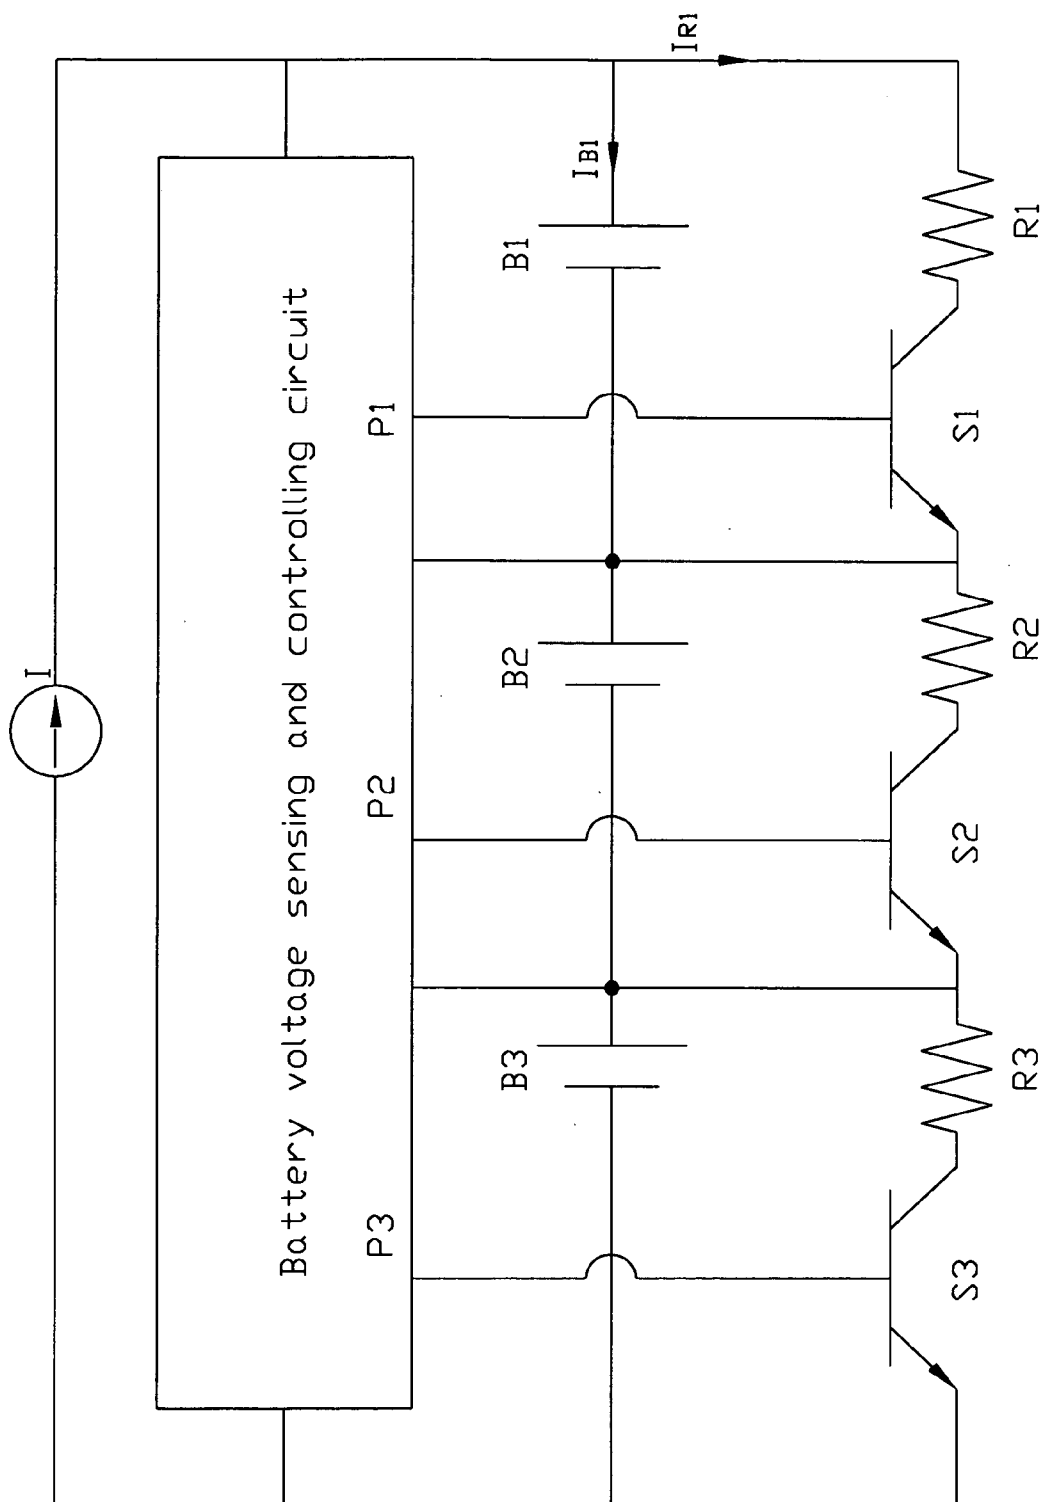 I
IR1
IB1
Battery voltage sensing and controlling circuit
P1
P2
P3
B1
B2
B3
R1
S1
R2
S2
R3
S3